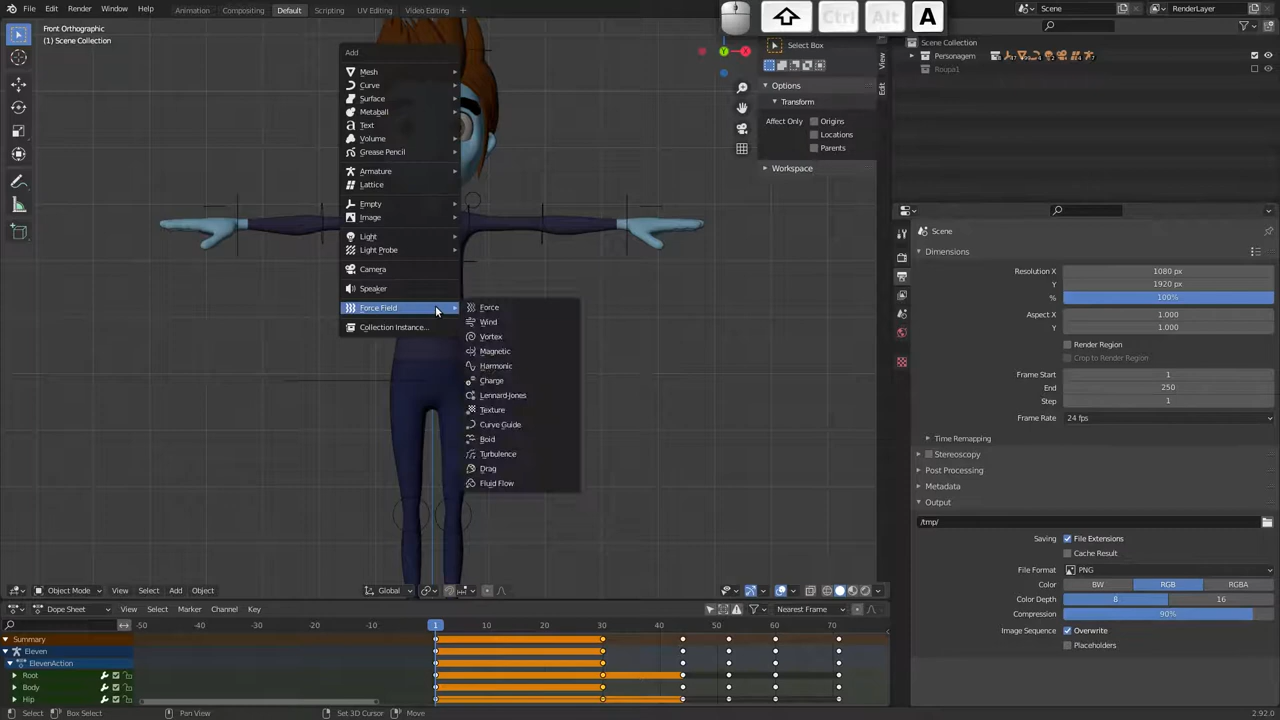 File Edit Render Window Help
Animation Compositing Default Scripting UV Editing Video Editing
Ctrl Alt A
Scene RenderLayer
Front Orthographic
(1) Scene Collection
Add
Mesh
Curve
Surface
Metaball
Text
Volume
Grease Pencil
Armature
Lattice
Empty
Image
Light
Light Probe
Camera
Speaker
Force Field
Collection Instance...
Force
Wind
Vortex
Magnetic
Harmonic
Charge
Lennard-Jones
Texture
Curve Guide
Boid
Turbulence
Drag
Fluid Flow
X
Y
Select Box
Options
Transform
Affect Only Origins
Locations
Parents
Workspace
View
Edit
Scene Collection
Personagem
Roupa1
Scene
Dimensions
Resolution X 1080 px
Y 1920 px
% 100%
Aspect X 1.000
Y 1.000
Render Region
Crop to Render Region
Frame Start 1
End 250
Step 1
Frame Rate 24 fps
Time Remapping
Stereoscopy
Post Processing
Metadata
Output
/tmp/
Saving File Extensions
Cache Result
File Format PNG
Color BW RGB RGBA
Color Depth 8 16
Compression 90%
Image Sequence Overwrite
Placeholders
Object Mode View Select Add Object Global
Dope Sheet View Select Marker Channel Key Nearest Frame
-50 -40 -30 -20 -10 1 10 20 30 40 50 60 70
Summary
Eleven
ElevenAction
Root
Body
Hip
Select Box Select Pan View Set 3D Cursor Move 2.92.0